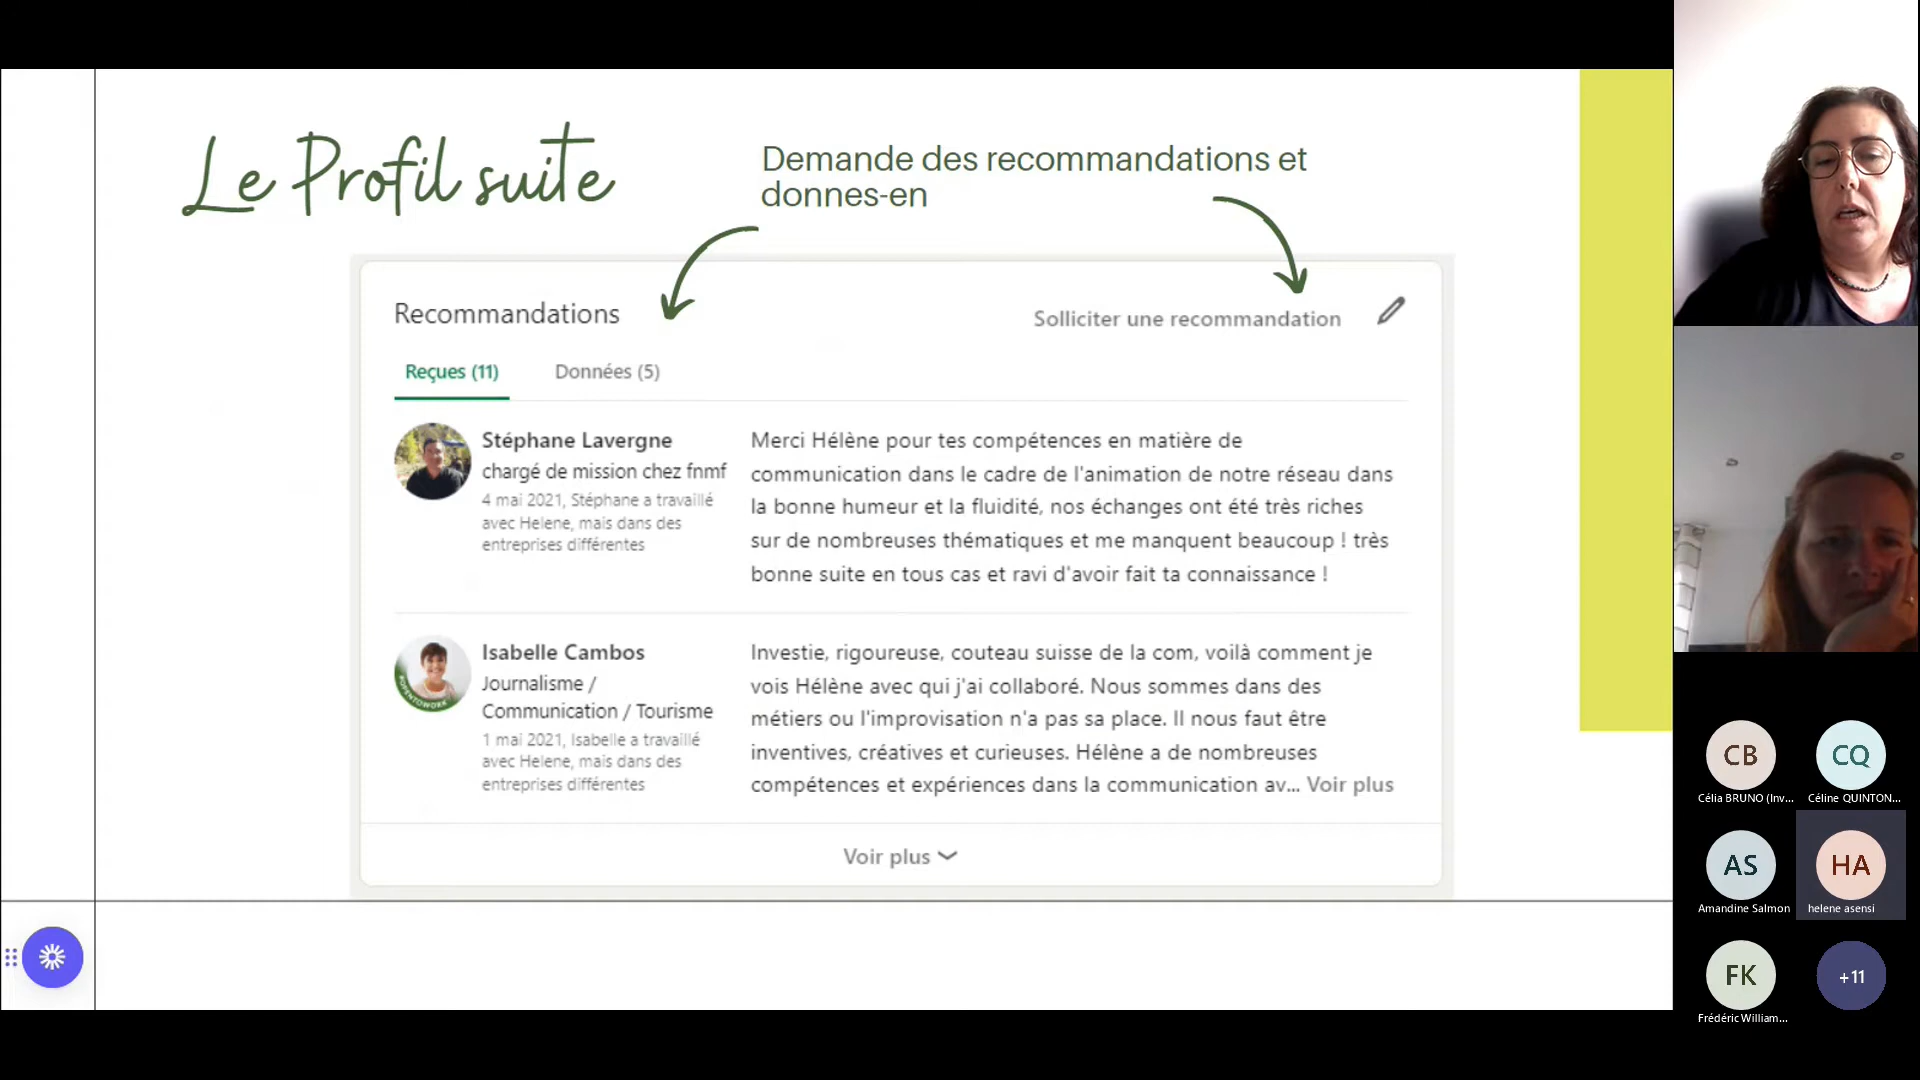 Le Profil suite
Demande des recommandations et
donnes-en
Recommandations
Solliciter une recommandation
Reçues (11)
Données (5)
Stéphane Lavergne
chargé de mission chez fnmf
4 mai 2021, Stéphane a travaillé
avec Helene, mais dans des
entreprises différentes
Merci Hélène pour tes compétences en matière de
communication dans le cadre de l'animation de notre réseau dans
la bonne humeur et la fluidité, nos échanges ont été très riches
sur de nombreuses thématiques et me manquent beaucoup ! très
bonne suite en tous cas et ravi d'avoir fait ta connaissance !
Isabelle Cambos
Journalisme /
Communication / Tourisme
1 mai 2021, Isabelle a travaillé
avec Helene, mais dans des
entreprises différentes
#OPENTOWORK
Investie, rigoureuse, couteau suisse de la com, voilà comment je
vois Hélène avec qui j'ai collaboré. Nous sommes dans des
métiers ou l'improvisation n'a pas sa place. Il nous faut être
inventives, créatives et curieuses. Hélène a de nombreuses
compétences et expériences dans la communication av... Voir plus
Voir plus
CB
Célia BRUNO (Inv...
CQ
Céline QUINTON...
AS
Amandine Salmon
HA
helene asensi
FK
Frédéric William...
+11